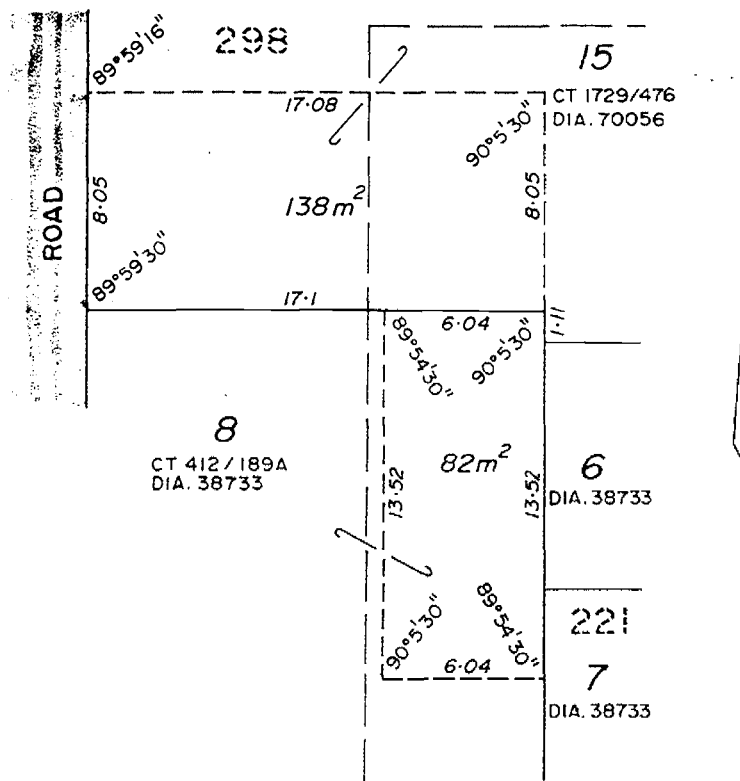 298
89°59'16"
15
CT 1729/476
DIA. 70056
17·08
90°5'30"
ROAD
8·05
138m²
8·05
89°59'30"
17·1
6·04
1·11
89°54'30"
90°5'30"
8
CT 412/189A
DIA. 38733
82m²
13·52
13·52
6
DIA. 38733
90°5'30"
89°54'30"
221
6·04
7
DIA. 38733